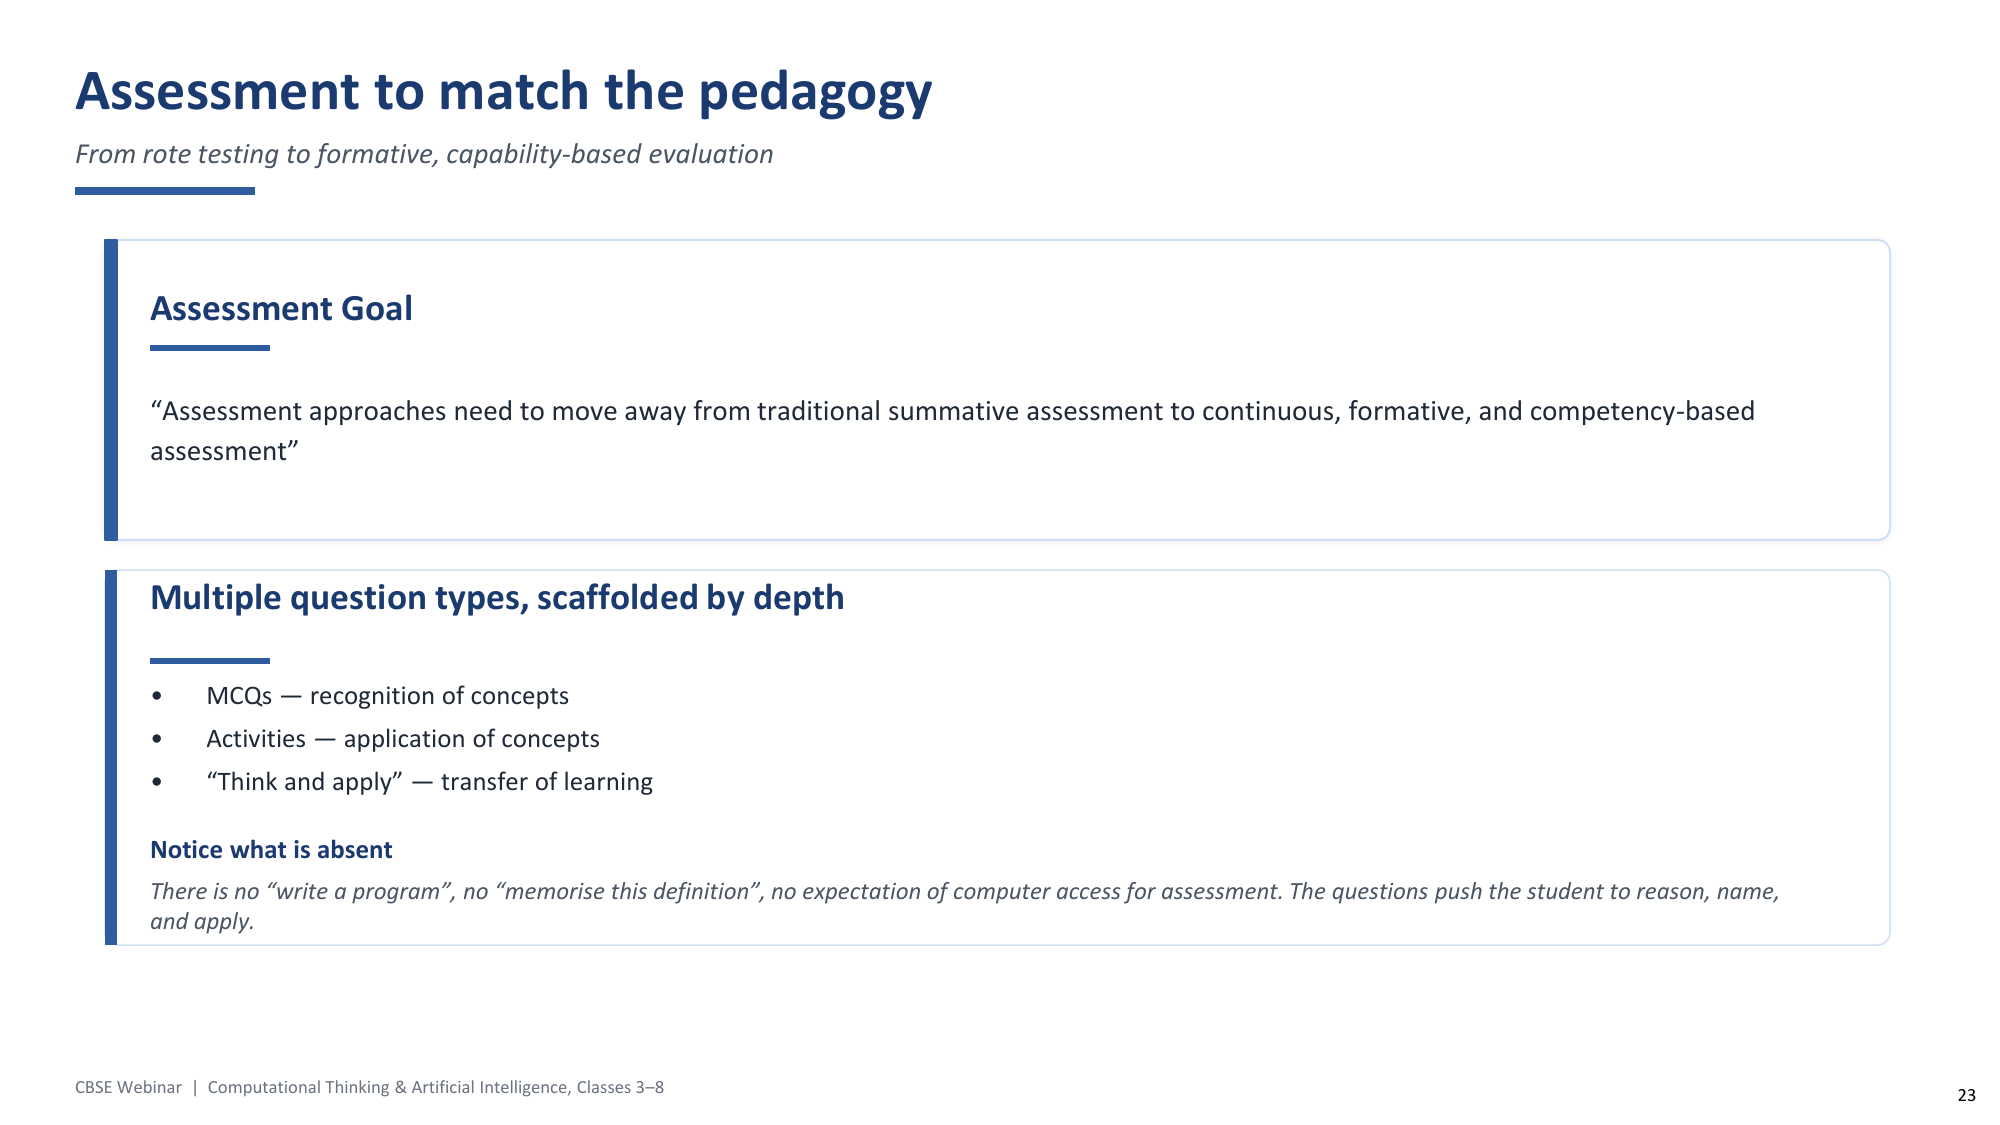 Assessment to match the pedagogy
From rote testing to formative, capability-based evaluation
Assessment Goal
“Assessment approaches need to move away from traditional summative assessment to continuous, formative, and competency-based
assessment”
Multiple question types, scaffolded by depth
• MCQs — recognition of concepts
• Activities — application of concepts
• “Think and apply” — transfer of learning
Notice what is absent
There is no “write a program”, no “memorise this definition”, no expectation of computer access for assessment. The questions push the student to reason, name,
and apply.
CBSE Webinar | Computational Thinking & Artificial Intelligence, Classes 3–8
23